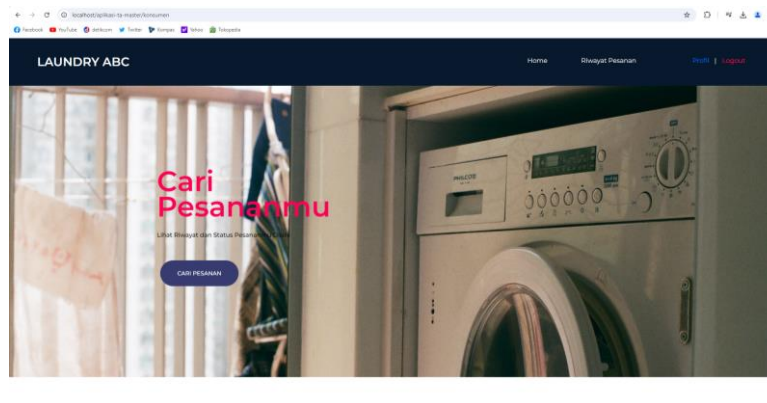 localhost/aplikasi-ta-master/konsumen
Facebook YouTube detikcom Twitter Kompas Yahoo Tokopedia
LAUNDRY ABC Home Riwayat Pesanan Profil | Logout
Cari
Pesananmu
Lihat Riwayat dan Status
CARI PESANAN
PHILCO